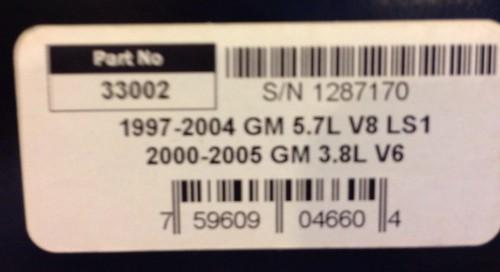 Part No
33002
S/N 1287170
1997-2004 GM 5.7L V8 LS1
2000-2005 GM 3.8L V6
7 59609 04660 4